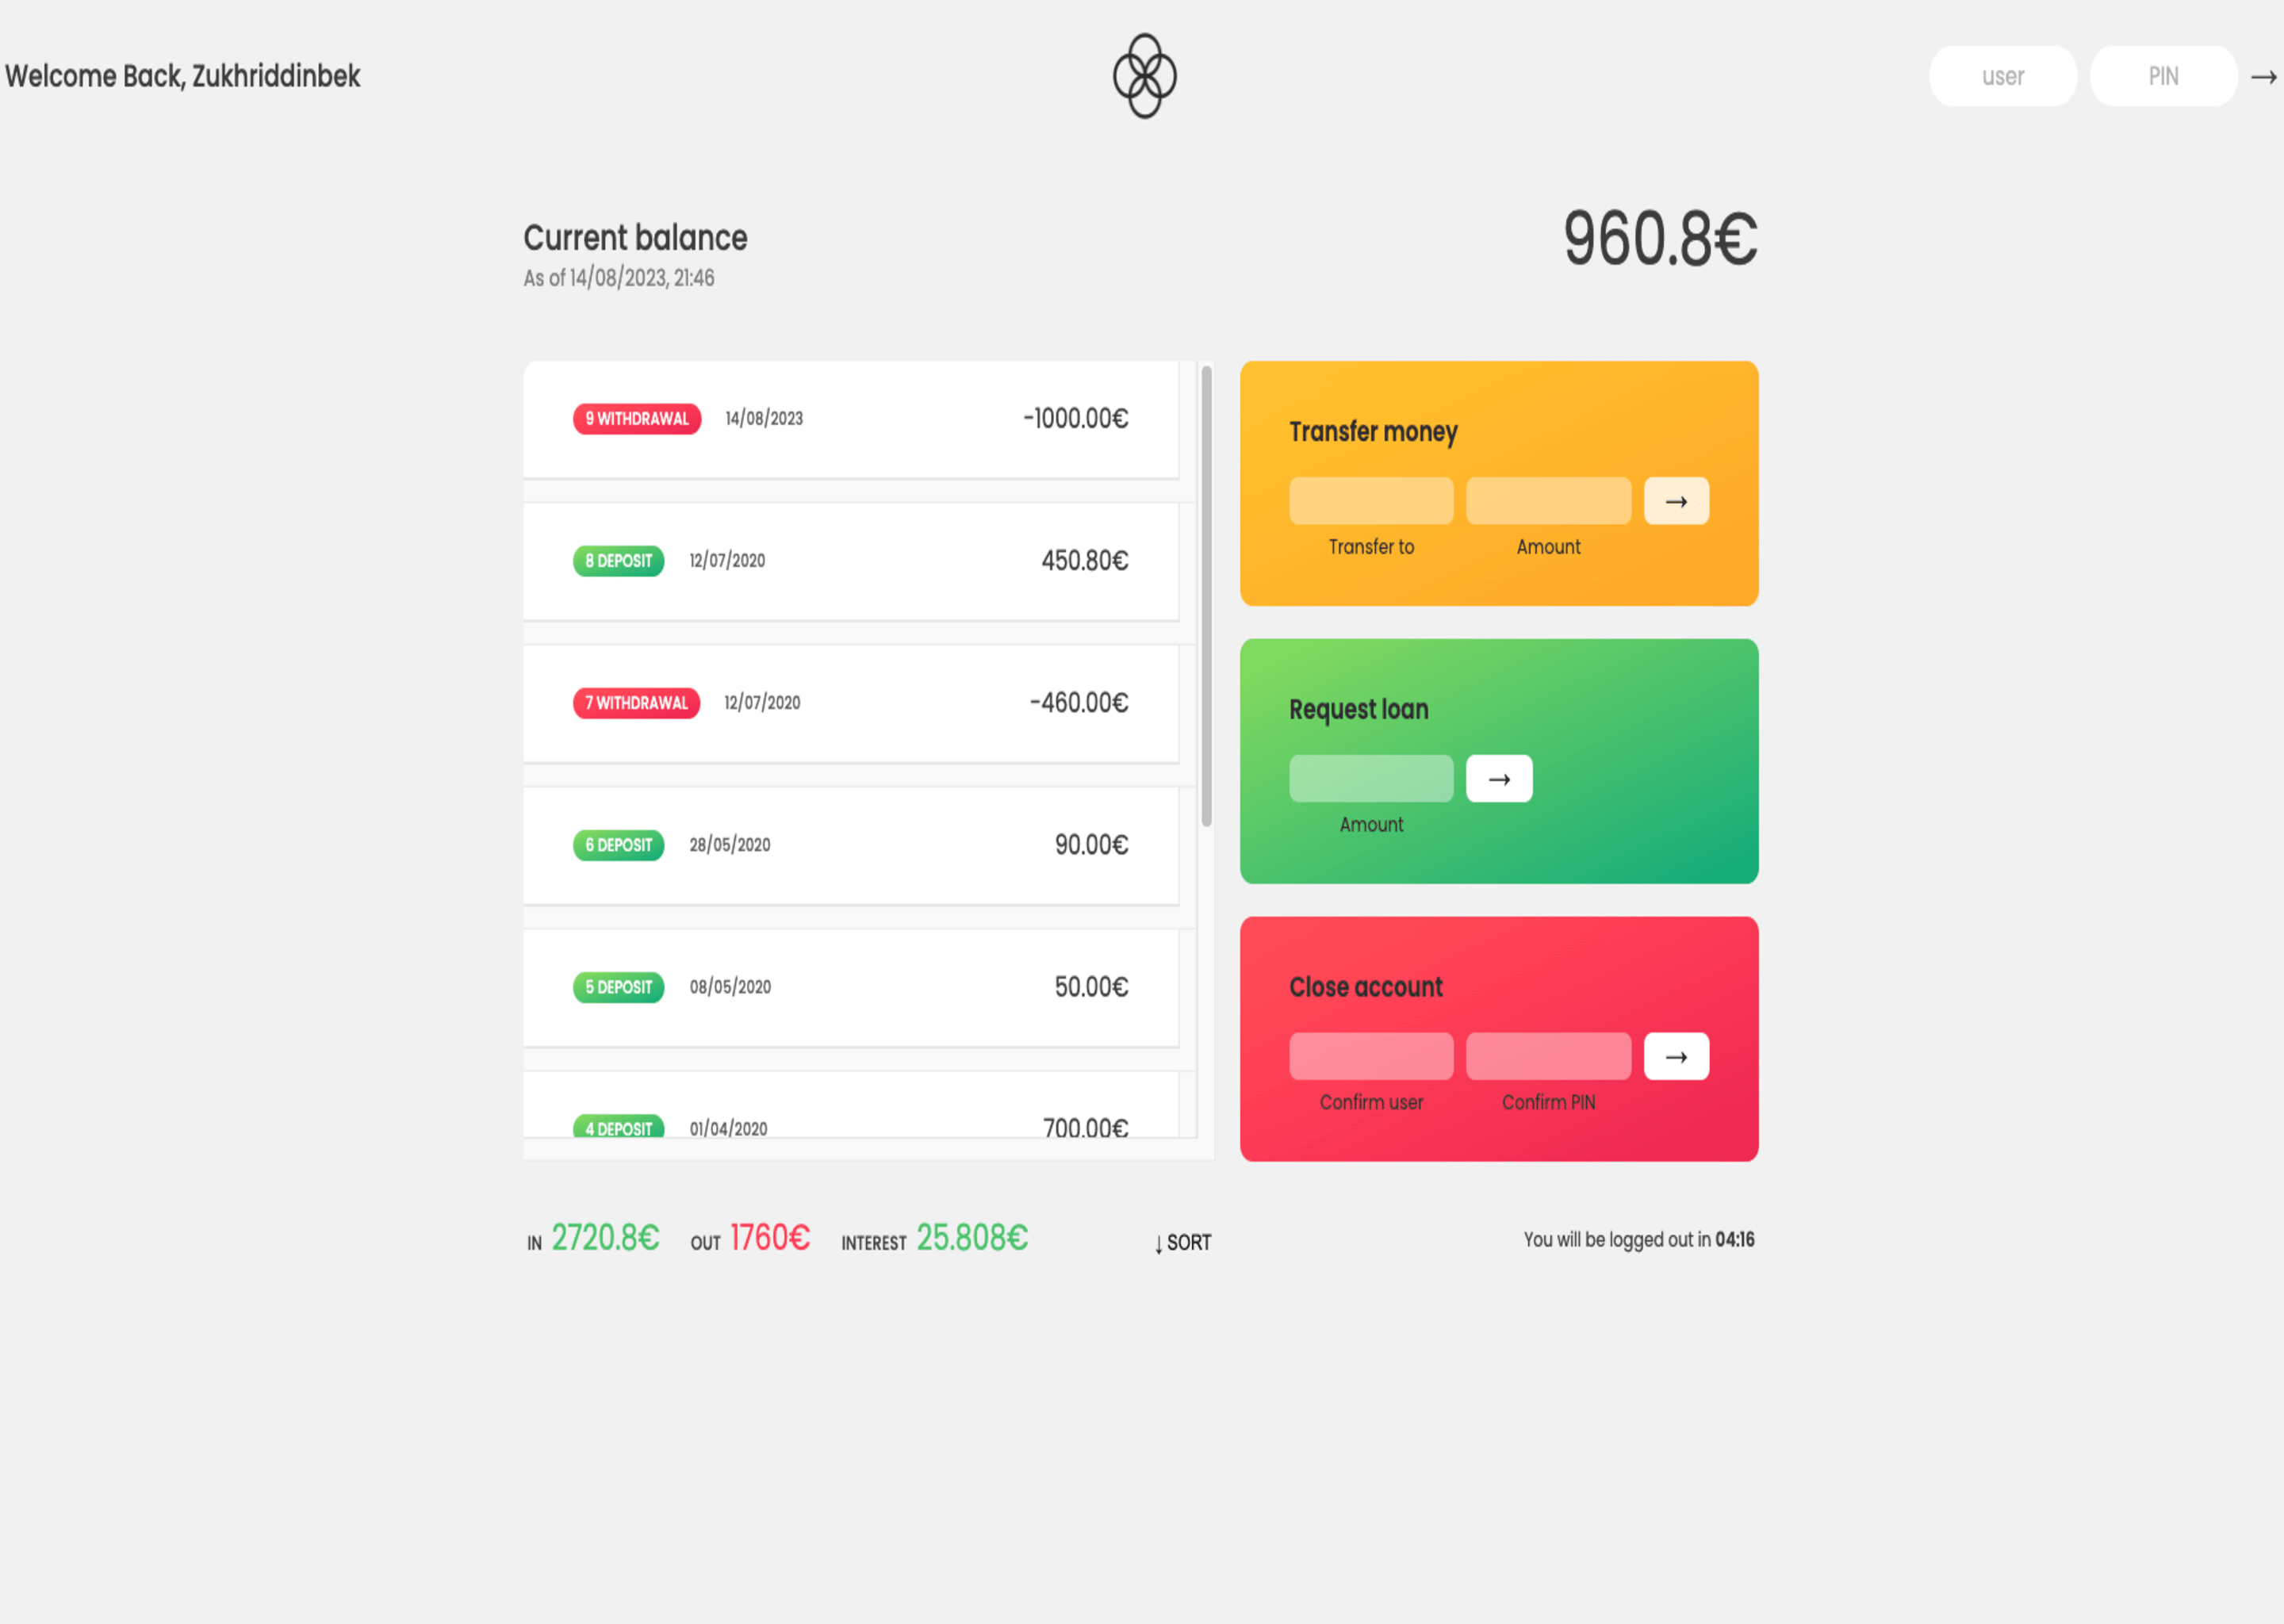 Welcome Back, Zukhriddinbek
user PIN →
Current balance
As of 14/08/2023, 21:46
960.8€
9 WITHDRAWAL 14/08/2023 -1000.00€
8 DEPOSIT 12/07/2020 450.80€
7 WITHDRAWAL 12/07/2020 -460.00€
6 DEPOSIT 28/05/2020 90.00€
5 DEPOSIT 08/05/2020 50.00€
4 DEPOSIT 01/04/2020 700.00€
Transfer money
→
Transfer to Amount
Request loan
→
Amount
Close account
→
Confirm user Confirm PIN
IN 2720.8€ OUT 1760€ INTEREST 25.808€ ↓ SORT
You will be logged out in 04:16